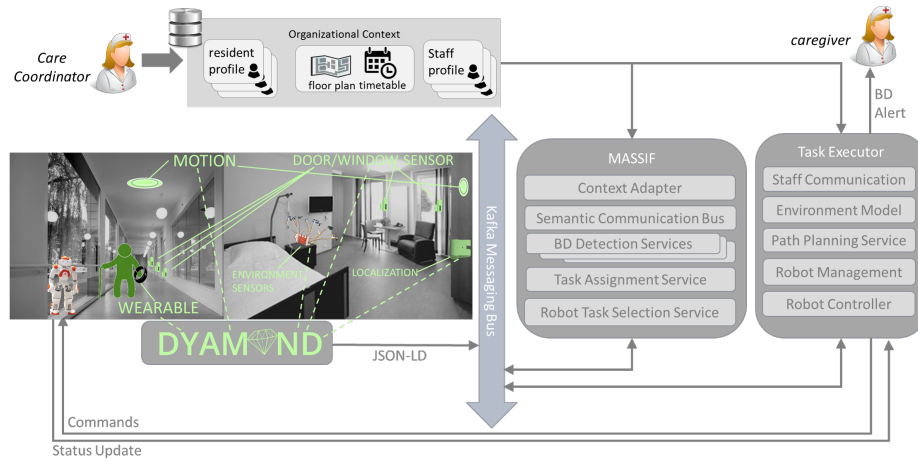 Care
Coordinator
Organizational Context
resident
profile
floor plan
timetable
Staff
profile
caregiver
BD
Alert
MOTION
DOOR/WINDOW SENSOR
ENVIRONMENT
SENSORS
LOCALIZATION
WEARABLE
DYAMOND
JSON-LD
Kafka Messaging Bus
MASSIF
Context Adapter
Semantic Communication Bus
BD Detection Services
Task Assignment Service
Robot Task Selection Service
Task Executor
Staff Communication
Environment Model
Path Planning Service
Robot Management
Robot Controller
Commands
Status Update